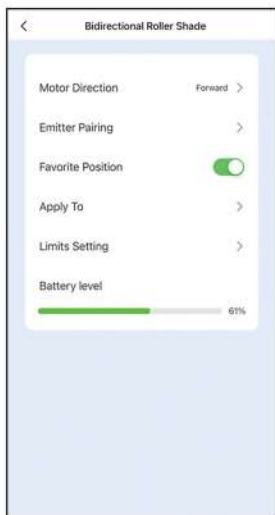 Bidirectional Roller Shade
Motor Direction Forward
Emitter Pairing
Favorite Position
Apply To
Limits Setting
Battery level
61%